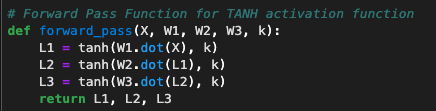 # Forward Pass Function for TANH activation function
def forward_pass(X, W1, W2, W3, k):
    L1 = tanh(W1.dot(X), k)
    L2 = tanh(W2.dot(L1), k)
    L3 = tanh(W3.dot(L2), k)
    return L1, L2, L3